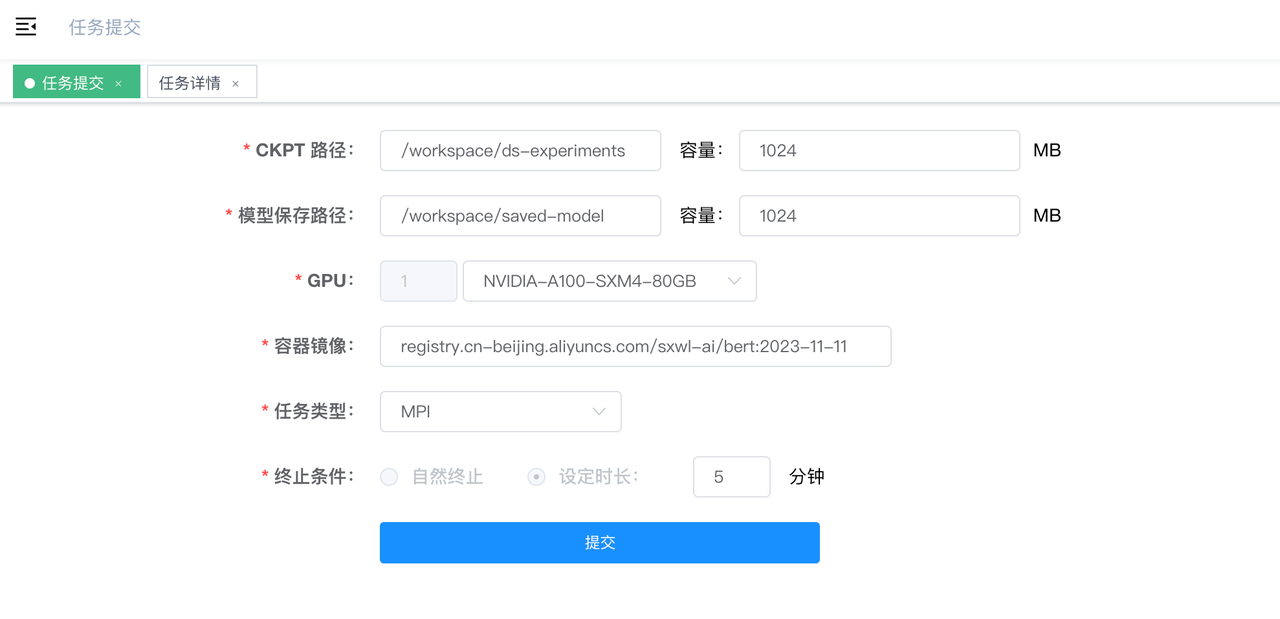 任务提交
任务提交 ×
任务详情 ×
* CKPT 路径： /workspace/ds-experiments 容量： 1024 MB
* 模型保存路径： /workspace/saved-model 容量： 1024 MB
* GPU： 1 NVIDIA-A100-SXM4-80GB
* 容器镜像： registry.cn-beijing.aliyuncs.com/sxwl-ai/bert:2023-11-11
* 任务类型： MPI
* 终止条件： 自然终止 设定时长： 5 分钟
提交